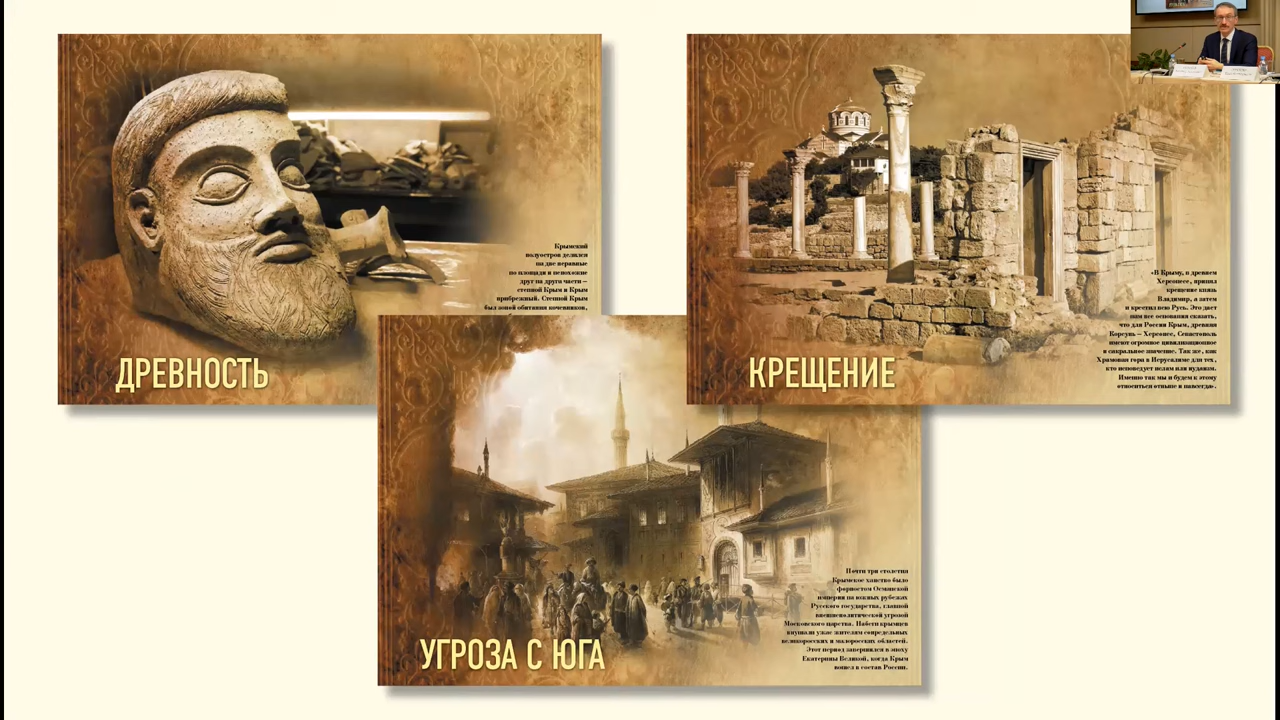 Крымский
полуостров делился
на две неравные
по площади и непохожие
друг на друга части –
степной Крым и Крым
прибрежный. Степной Крым
был зоной обитания кочевников,
ДРЕВНОСТЬ
«В Крыму, в древнем
Херсонесе, принял
крещение князь
Владимир, а затем
и крестил всю Русь. Это дает
нам все основания сказать,
что для России Крым, древняя
Корсунь – Херсонес, Севастополь
имеют огромное цивилизационное
и сакральное значение. Так же, как
Храмовая гора в Иерусалиме для тех,
кто исповедует ислам или иудаизм.
Именно так мы и будем к этому
относиться отныне и навсегда».
КРЕЩЕНИЕ
Почти три столетия
Крымское ханство было
форпостом Османской
империи на южных рубежах
Русского государства, главной
внешнеполитической угрозой
Московского царства. Набеги крымцев
внушали ужас жителям сопредельных
великорусских и малоросских областей.
Этот период завершился в эпоху
Екатерины Великой, когда Крым
вошел в состав России.
УГРОЗА С ЮГА